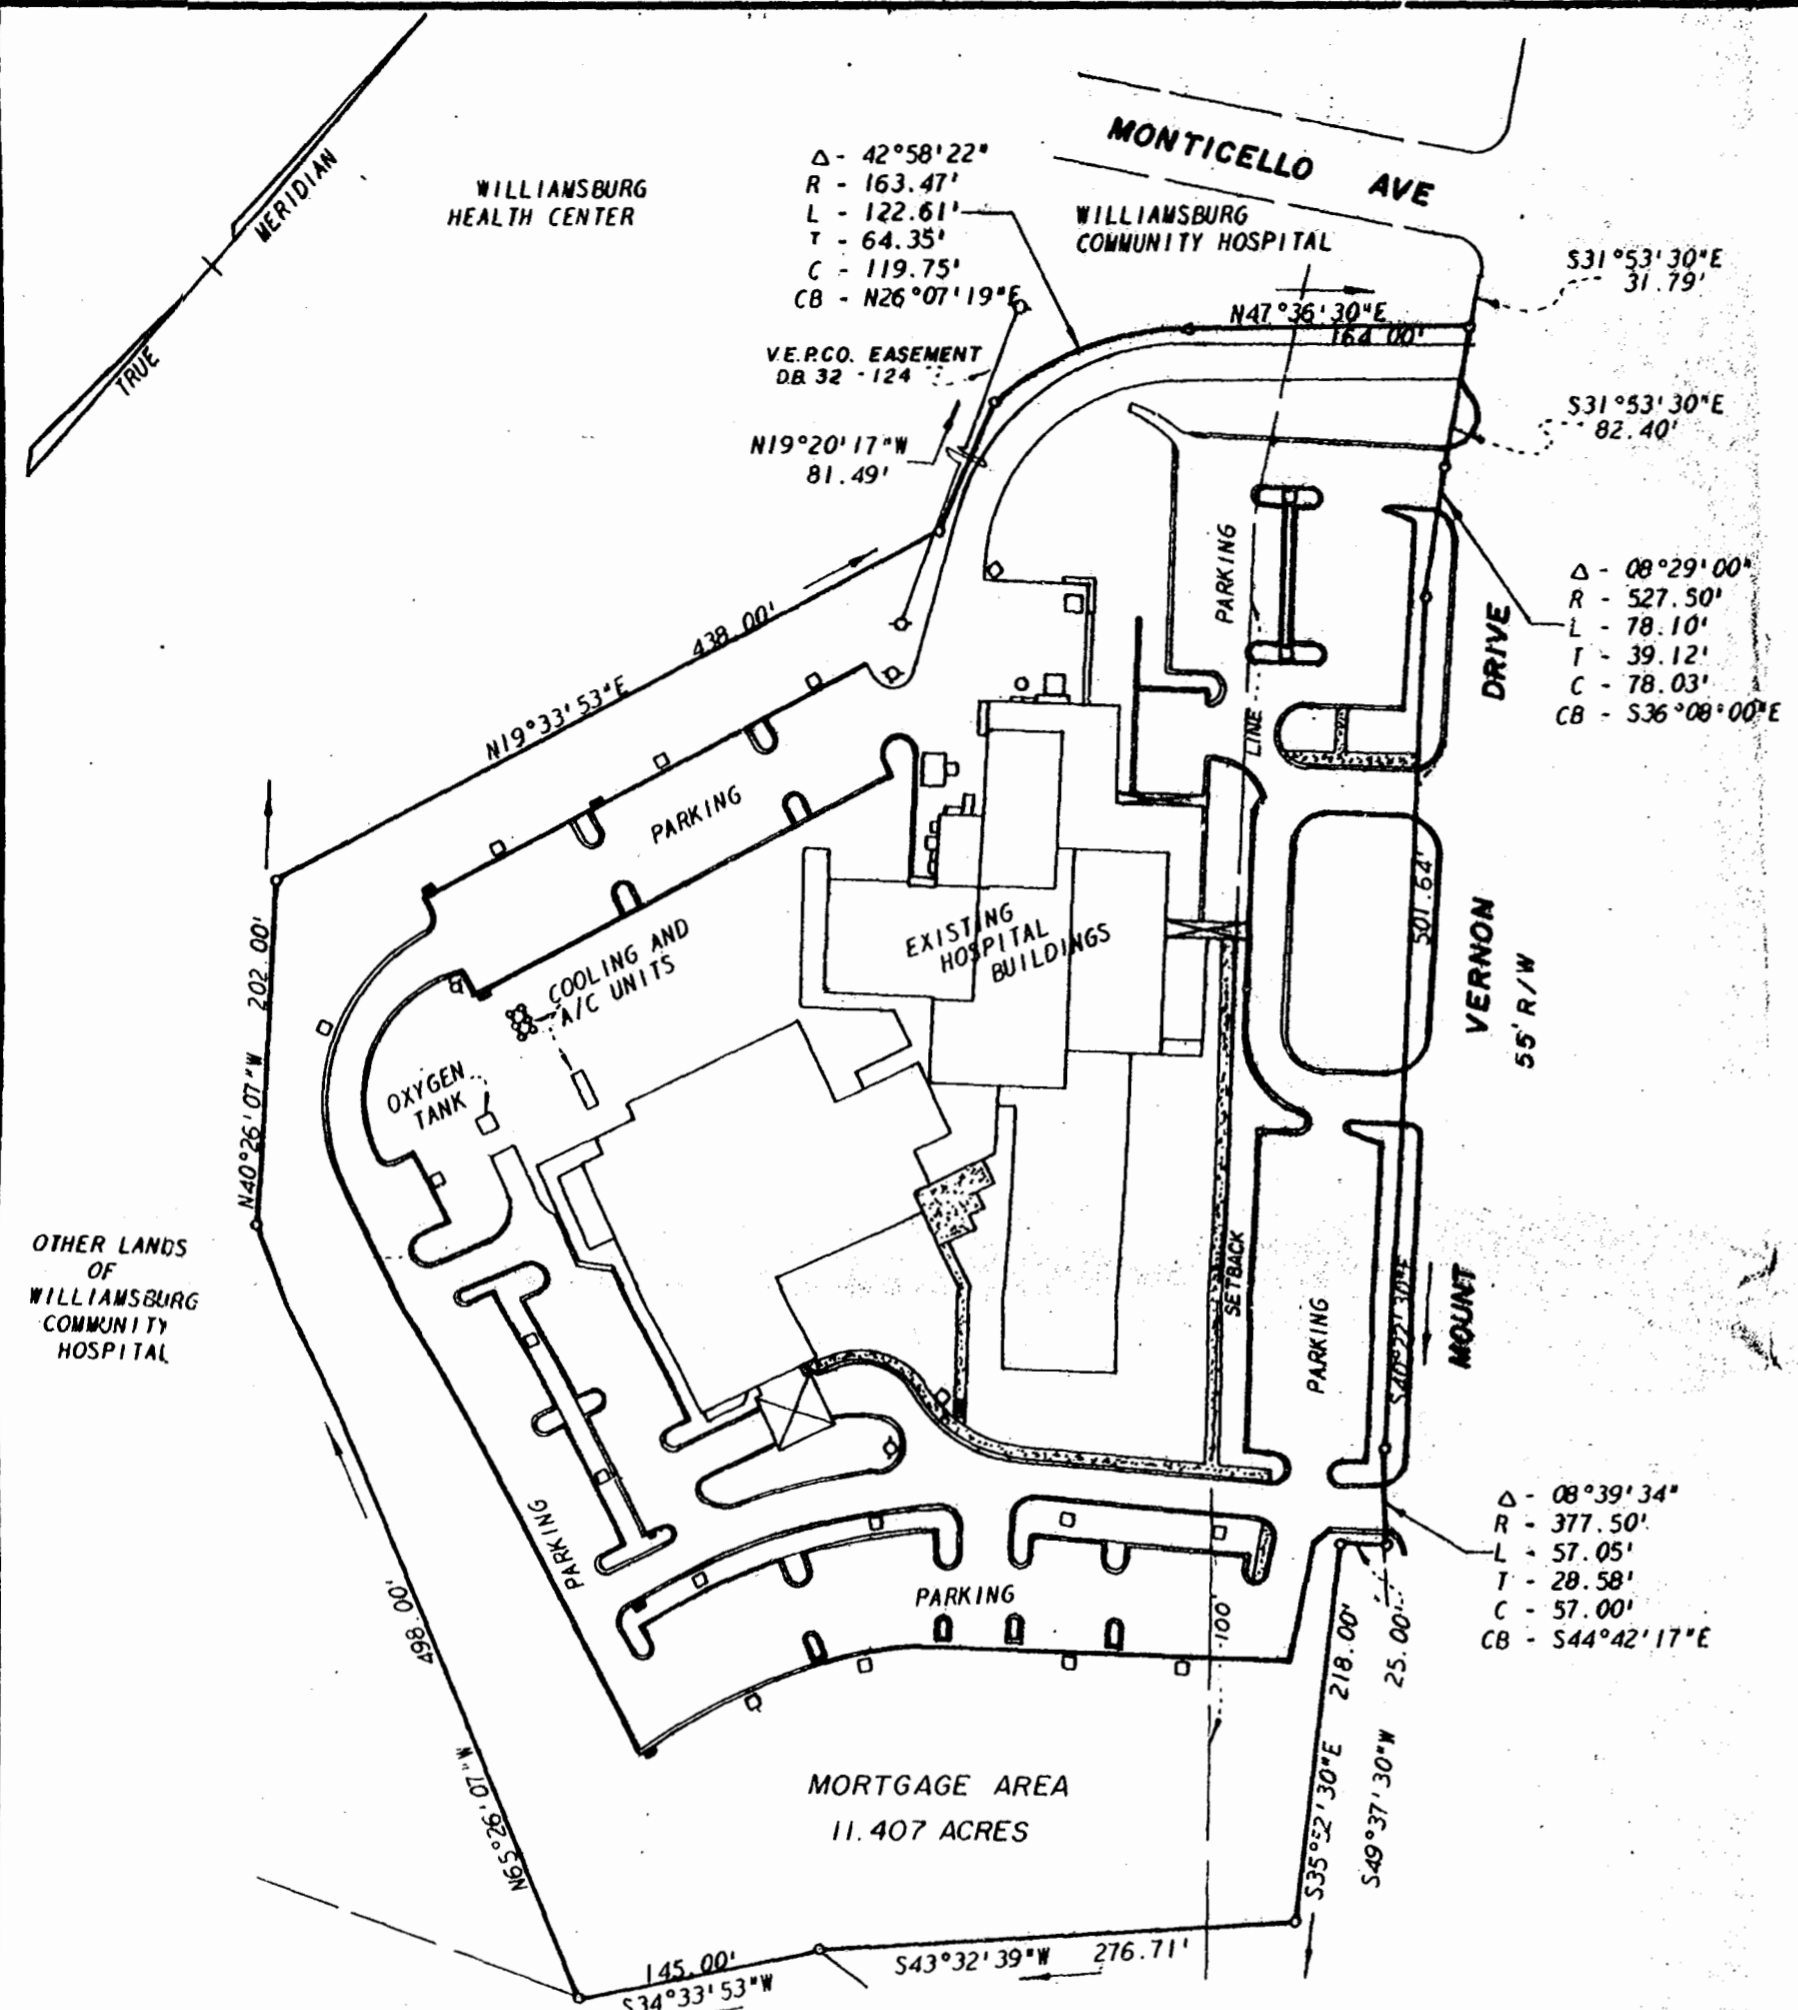 MONTICELLO AVE
TRUE MERIDIAN
WILLIAMSBURG
HEALTH CENTER
Δ - 42°58'22"
R - 163.47'
L - 122.61'
T - 64.35'
C - 119.75'
CB - N26°07'19"E
WILLIAMSBURG
COMMUNITY HOSPITAL
S31°53'30"E
31.79'
N47°36'30"E
164.00'
V.E.P.CO. EASEMENT
D.B. 32 - 124
S31°53'30"E
82.40'
N19°20'17"W
81.49'
Δ - 08°29'00"
R - 527.50'
L - 78.10'
T - 39.12'
C - 78.03'
CB - S36°08'00"E
N19°33'53"E 438.00'
PARKING
PARKING
LINE
501.64'
EXISTING
HOSPITAL
BUILDINGS
COOLING AND
A/C UNITS
OXYGEN
TANK
N40°26'07"W 202.00'
MOUNT VERNON DRIVE
55' R/W
OTHER LANDS
OF
WILLIAMSBURG
COMMUNITY
HOSPITAL
SETBACK
PARKING
S40°22'30"E
Δ - 08°39'34"
R - 377.50'
L - 57.05'
T - 28.58'
C - 57.00'
CB - S44°42'17"E
PARKING
PARKING
100'
N65°26'07"W 498.00'
S35°52'30"E 218.00'
S49°37'30"W 25.00'
MORTGAGE AREA
11.407 ACRES
S43°32'39"W 276.71'
145.00'
S34°33'53"W